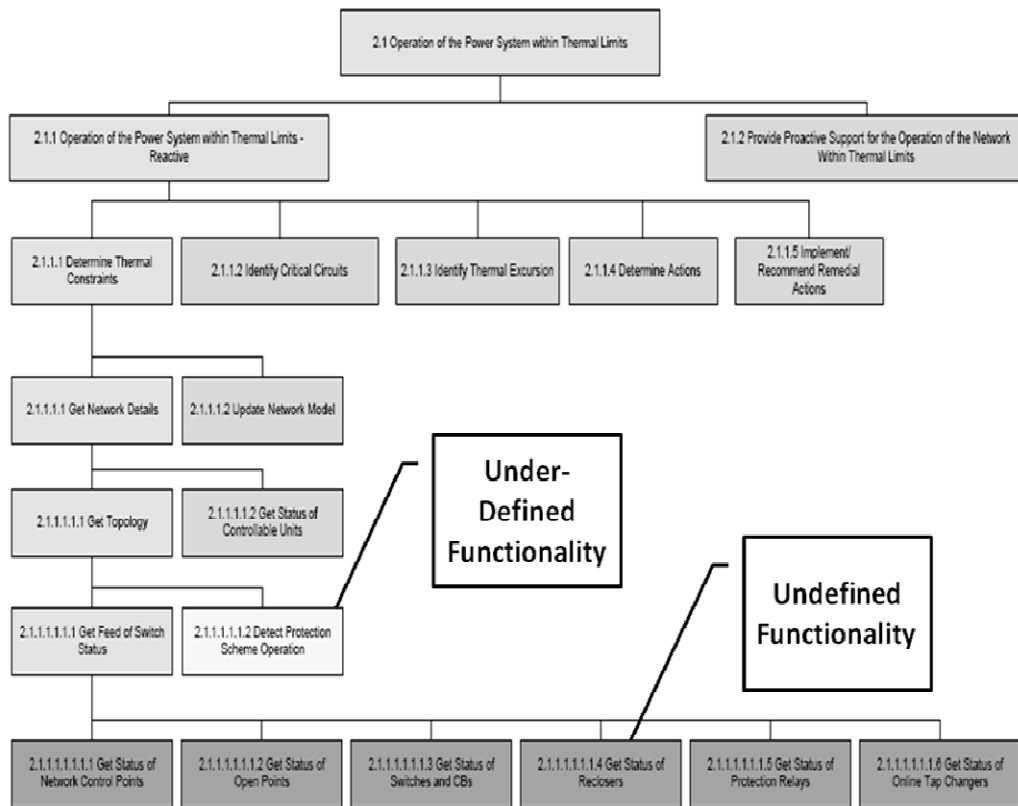 2.1 Operation of the Power System within Thermal Limits
2.1.1 Operation of the Power System within Thermal Limits -
Reactive
2.1.2 Provide Proactive Support for the Operation of the Network
Within Thermal Limits
2.1.1.1 Determine Thermal
Constraints
2.1.1.2 Identify Critical Circuits
2.1.1.3 Identify Thermal Excursion
2.1.1.4 Determine Actions
2.1.1.5 Implement/
Recommend Remedial
Actions
2.1.1.1.1 Get Network Details
2.1.1.1.2 Update Network Model
Under-
Defined
Functionality
2.1.1.1.1.1 Get Topology
2.1.1.1.1.2 Get Status of
Controllable Units
Undefined
Functionality
2.1.1.1.1.1.1 Get Feed of Switch
Status
2.1.1.1.1.1.2 Detect Protection
Scheme Operation
2.1.1.1.1.1.1.1 Get Status of
Network Control Points
2.1.1.1.1.1.1.2 Get Status of
Open Points
2.1.1.1.1.1.1.3 Get Status of
Switches and CBs
2.1.1.1.1.1.1.4 Get Status of
Reclosers
2.1.1.1.1.1.1.5 Get Status of
Protection Relays
2.1.1.1.1.1.1.6 Get Status of
Online Tap Changers